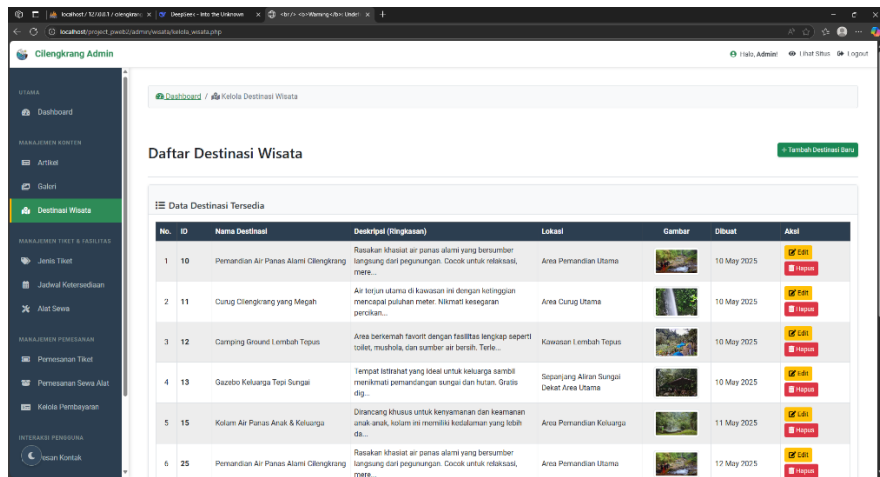 localhost / 127.0.0.1 / cilengkran
DeepSeek - Into the Unknown
<br/> <b>Warning</b>: Undefi
localhost/project_pweb2/admin/wisata/kelola_wisata.php
Cilengkrang Admin
Halo, Admin!
Lihat Situs
Logout
UTAMA
Dashboard
MANAJEMEN KONTEN
Artikel
Galeri
Destinasi Wisata
MANAJEMEN TIKET & FASILITAS
Jenis Tiket
Jadwal Ketersediaan
Alat Sewa
MANAJEMEN PEMESANAN
Pemesanan Tiket
Pemesanan Sewa Alat
Kelola Pembayaran
INTERAKSI PENGGUNA
esan Kontak
Dashboard / Kelola Destinasi Wisata
Daftar Destinasi Wisata
+ Tambah Destinasi Baru
Data Destinasi Tersedia
No. ID Nama Destinasi Deskripsi (Ringkasan) Lokasi Gambar Dibuat Aksi
1 10 Pemandian Air Panas Alami Cilengkrang
Rasakan khasiat air panas alami yang bersumber
langsung dari pegunungan. Cocok untuk relaksasi,
mere...
Area Pemandian Utama
10 May 2025
Edit
Hapus
2 11 Curug Cilengkrang yang Megah
Air terjun utama di kawasan ini dengan ketinggian
mencapai puluhan meter. Nikmati kesegaran
percikan...
Area Curug Utama
10 May 2025
Edit
Hapus
3 12 Camping Ground Lembah Tepus
Area berkemah favorit dengan fasilitas lengkap seperti
toilet, mushola, dan sumber air bersih. Terle...
Kawasan Lembah Tepus
10 May 2025
Edit
Hapus
4 13 Gazebo Keluarga Tepi Sungai
Tempat istirahat yang ideal untuk keluarga sambil
menikmati pemandangan sungai dan hutan. Gratis
dig...
Sepanjang Aliran Sungai
Dekat Area Utama
10 May 2025
Edit
Hapus
5 15 Kolam Air Panas Anak & Keluarga
Dirancang khusus untuk kenyamanan dan keamanan
anak-anak, kolam ini memiliki kedalaman yang lebih
da...
Area Pemandian Keluarga
11 May 2025
Edit
Hapus
6 25 Pemandian Air Panas Alami Cilengkrang
Rasakan khasiat air panas alami yang bersumber
langsung dari pegunungan. Cocok untuk relaksasi,
mere...
Area Pemandian Utama
12 May 2025
Edit
Hapus